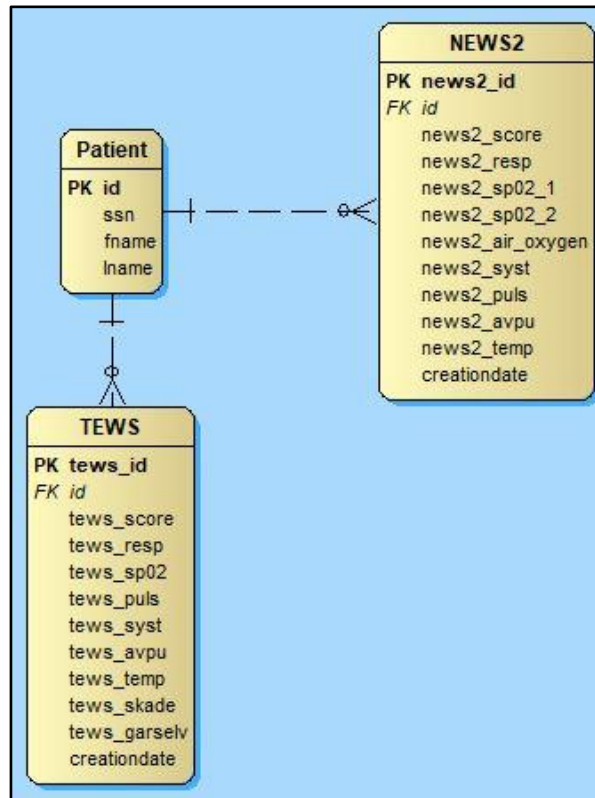 Patient
PK id
ssn
fname
lname
NEWS2
PK news2_id
FK id
news2_score
news2_resp
news2_sp02_1
news2_sp02_2
news2_air_oxygen
news2_syst
news2_puls
news2_avpu
news2_temp
creationdate
TEWS
PK tews_id
FK id
tews_score
tews_resp
tews_sp02
tews_puls
tews_syst
tews_avpu
tews_temp
tews_skade
tews_garselv
creationdate